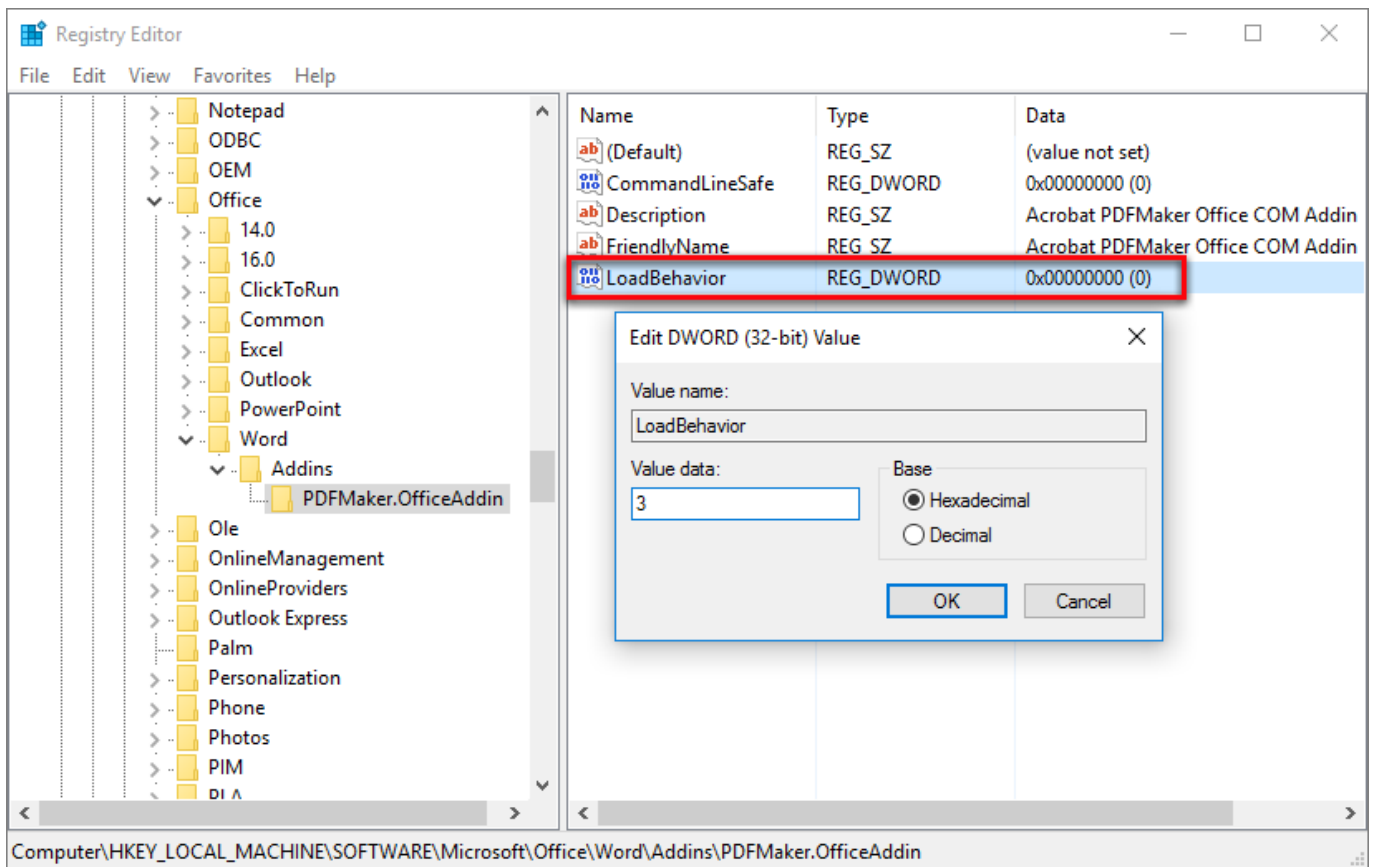 Registry Editor
File Edit View Favorites Help
Notepad
ODBC
OEM
Office
14.0
16.0
ClickToRun
Common
Excel
Outlook
PowerPoint
Word
Addins
PDFMaker.OfficeAddin
Ole
OnlineManagement
OnlineProviders
Outlook Express
Palm
Personalization
Phone
Photos
PIM
PLA
Name Type Data
(Default) REG_SZ (value not set)
CommandLineSafe REG_DWORD 0x00000000 (0)
Description REG_SZ Acrobat PDFMaker Office COM Addin
FriendlyName REG_SZ Acrobat PDFMaker Office COM Addin
LoadBehavior REG_DWORD 0x00000000 (0)
Edit DWORD (32-bit) Value
Value name:
LoadBehavior
Value data: Base
3 Hexadecimal
Decimal
OK Cancel
Computer\HKEY_LOCAL_MACHINE\SOFTWARE\Microsoft\Office\Word\Addins\PDFMaker.OfficeAddin